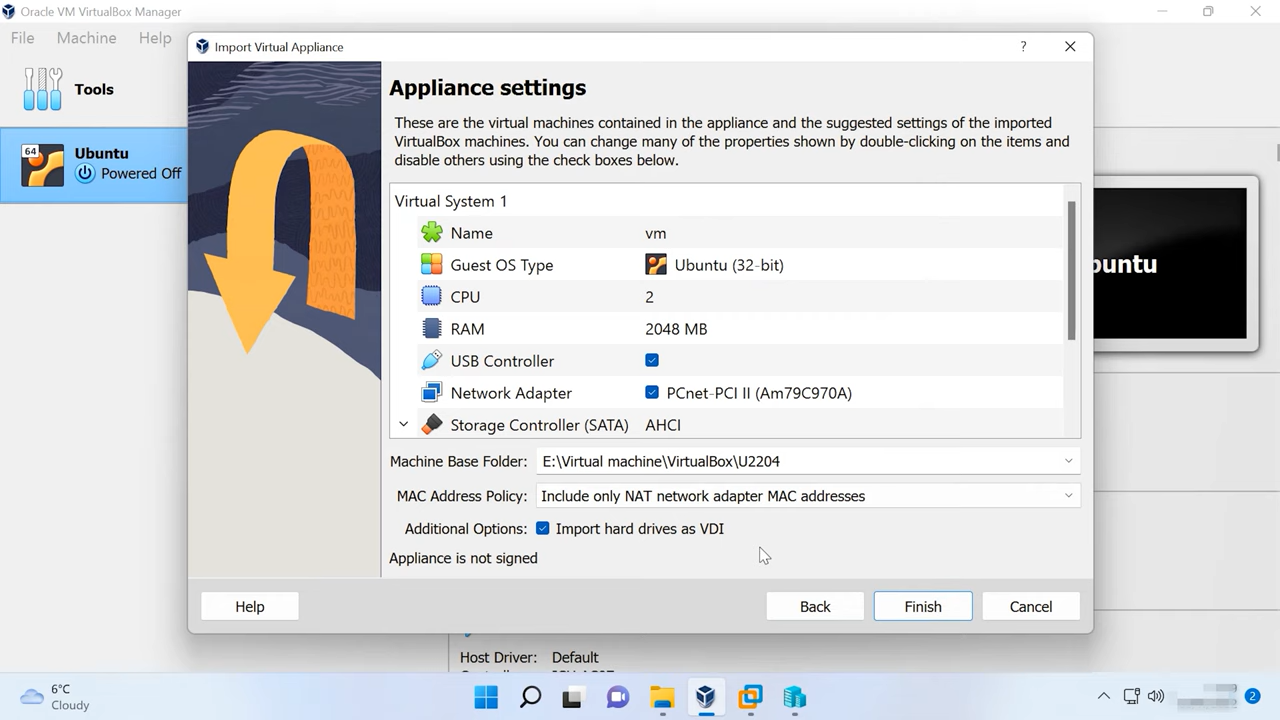 Oracle VM VirtualBox Manager
File Machine Help
Import Virtual Appliance
?
Tools
64
Ubuntu
Powered Off
Appliance settings
These are the virtual machines contained in the appliance and the suggested settings of the imported
VirtualBox machines. You can change many of the properties shown by double-clicking on the items and
disable others using the check boxes below.
Virtual System 1
Name vm
Guest OS Type Ubuntu (32-bit)
CPU 2
RAM 2048 MB
USB Controller
Network Adapter PCnet-PCI II (Am79C970A)
Storage Controller (SATA) AHCI
buntu
Machine Base Folder: E:\Virtual machine\VirtualBox\U2204
MAC Address Policy: Include only NAT network adapter MAC addresses
Additional Options: Import hard drives as VDI
Appliance is not signed
Help Back Finish Cancel
Host Driver: Default
6°C
Cloudy
2